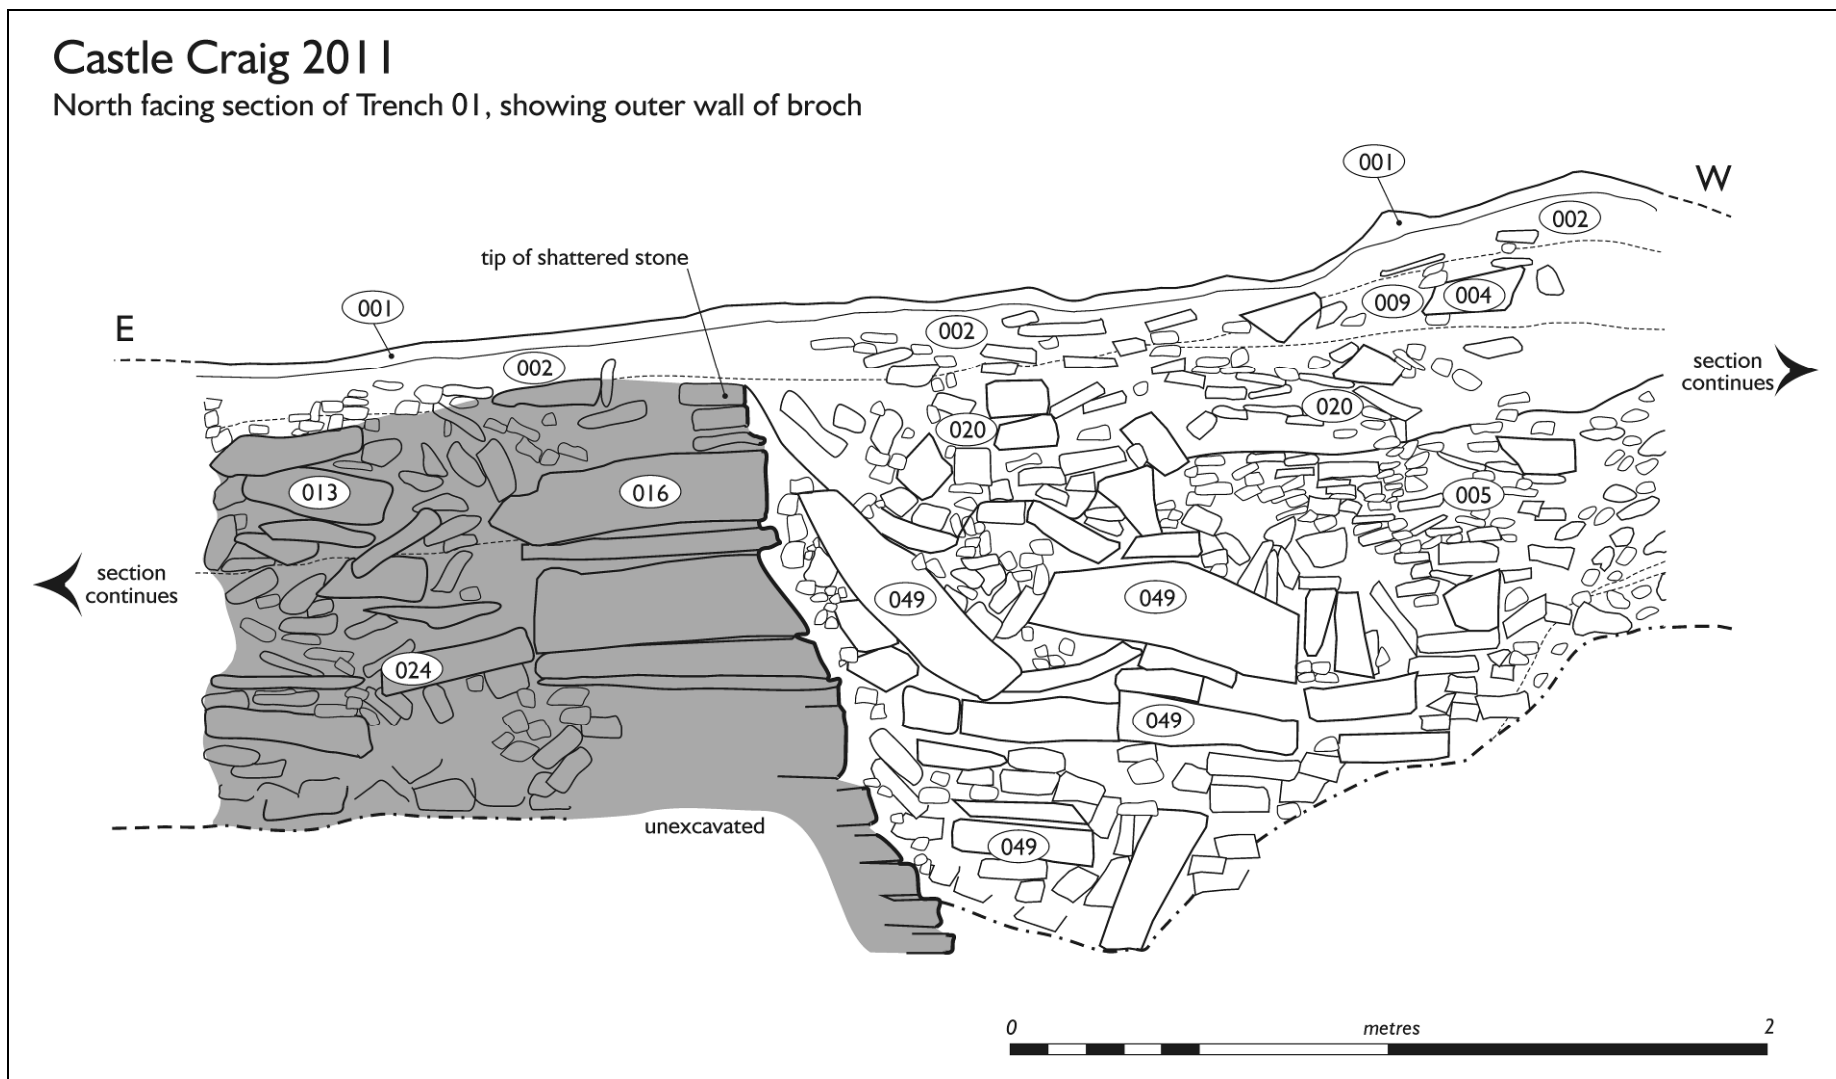 Castle Craig 2011
North facing section of Trench 01, showing outer wall of broch
001
W
002
tip of shattered stone
009
004
001
E
002
002
section
continues
020
020
013
016
005
section
continues
049
049
024
049
unexcavated
049
0
metres
2